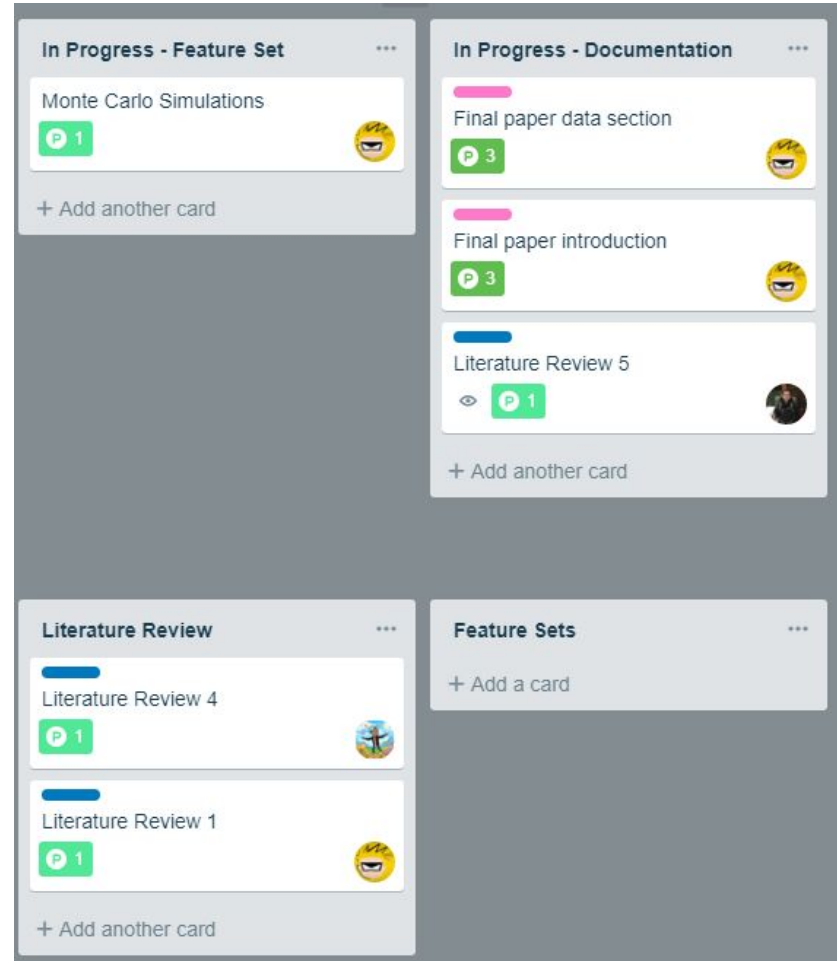 In Progress - Feature Set
Monte Carlo Simulations
P 1
+ Add another card
In Progress - Documentation
Final paper data section
P 3
Final paper introduction
P 3
Literature Review 5
P 1
+ Add another card
Literature Review
Literature Review 4
P 1
Literature Review 1
P 1
+ Add another card
Feature Sets
+ Add a card